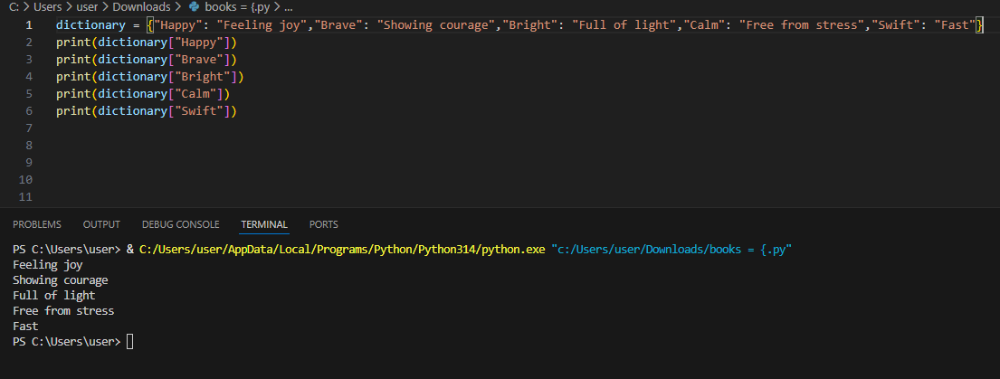 C: > Users > user > Downloads > books = {.py > ...
1 dictionary = {"Happy": "Feeling joy","Brave": "Showing courage","Bright": "Full of light","Calm": "Free from stress","Swift": "Fast"}
2 print(dictionary["Happy"])
3 print(dictionary["Brave"])
4 print(dictionary["Bright"])
5 print(dictionary["Calm"])
6 print(dictionary["Swift"])
7
8
9
10
11
PROBLEMS OUTPUT DEBUG CONSOLE TERMINAL PORTS
PS C:\Users\user> & C:/Users/user/AppData/Local/Programs/Python/Python314/python.exe "c:/Users/user/Downloads/books = {.py"
Feeling joy
Showing courage
Full of light
Free from stress
Fast
PS C:\Users\user>